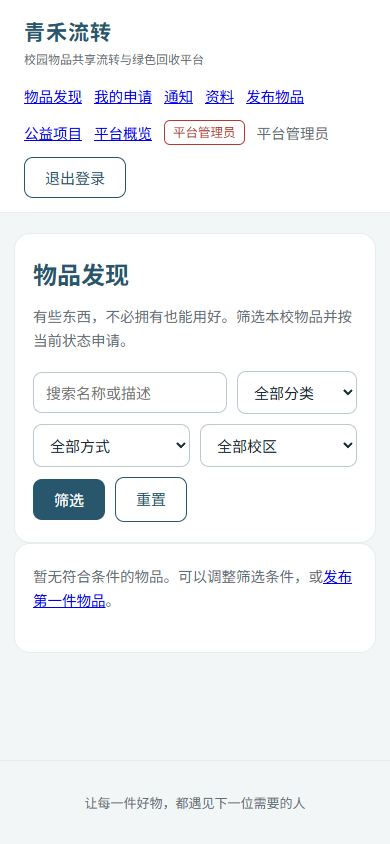 青禾流转
校园物品共享流转与绿色回收平台
物品发现 我的申请 通知 资料 发布物品
公益项目 平台概览 平台管理员 平台管理员
退出登录
物品发现
有些东西，不必拥有也能用好。筛选本校物品并按
当前状态申请。
搜索名称或描述 全部分类
全部方式 全部校区
筛选 重置
暂无符合条件的物品。可以调整筛选条件，或发布
第一件物品。
让每一件好物，都遇见下一位需要的人